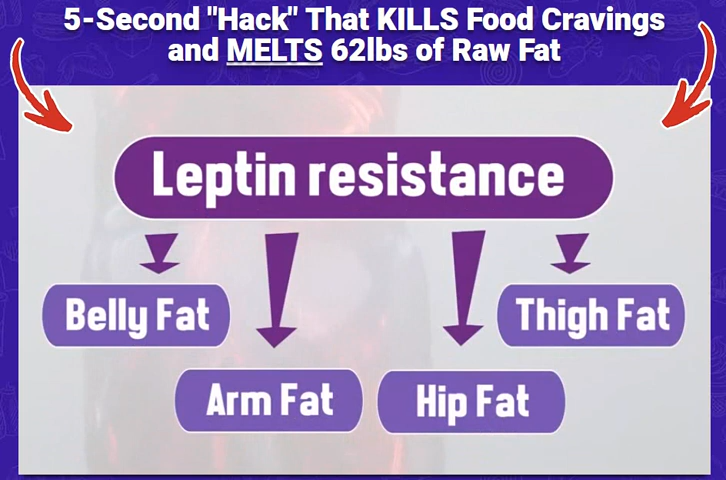 5-Second "Hack" That KILLS Food Cravings
and MELTS 62lbs of Raw Fat
Leptin resistance
Belly Fat
Thigh Fat
Arm Fat
Hip Fat